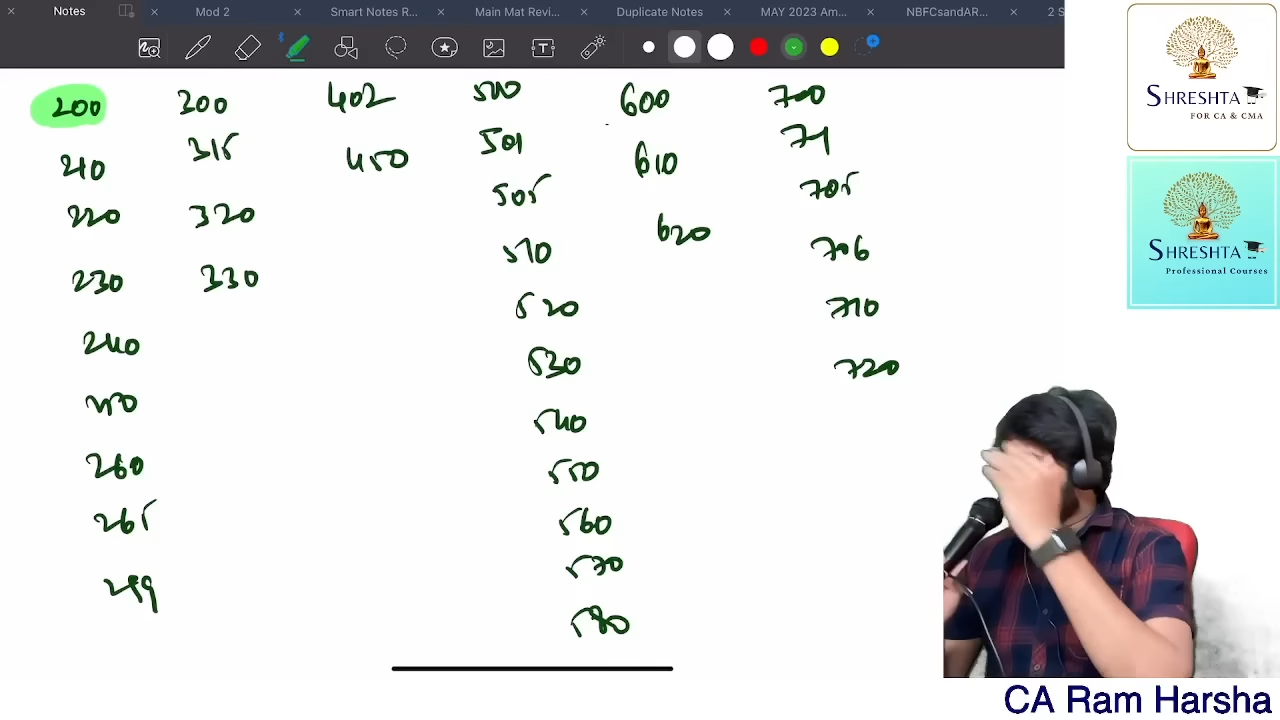 Notes Mod 2 Smart Notes R... Main Mat Revi... Duplicate Notes MAY 2023 Am... NBFCsandAR... 2 S
200 300 402 500 600 700
210 315 450 501 610 71
220 320 505 620 705
230 330 510 706
240 520 710
250 530 720
260 540
265 550
299 560
570
580
SHRESHTA
FOR CA & CMA
SHRESHTA
Professional Courses
CA Ram Harsha